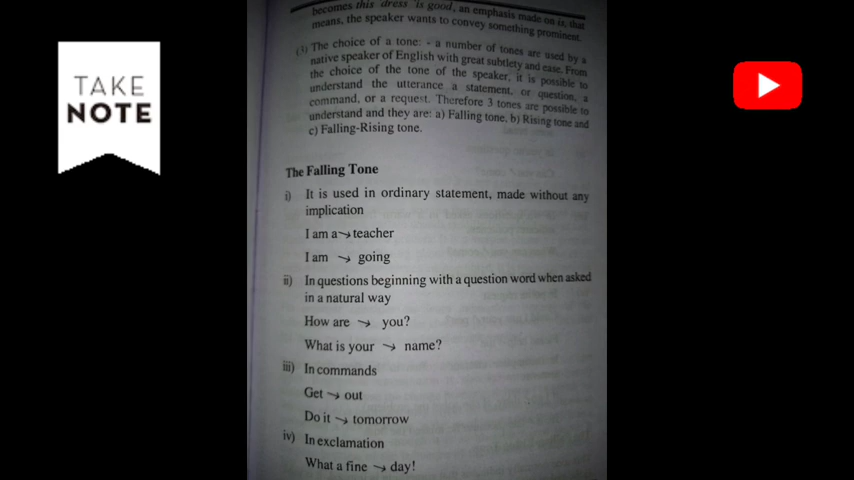 TAKE
NOTE
becomes this dress 'is good, an emphasis made on is, that
means, the speaker wants to convey something prominent.
(3) The choice of a tone: - a number of tones are used by a
native speaker of English with great subtlety and ease. From
the choice of the tone of the speaker, it is possible to
understand the utterance a statement, or question, a
command, or a request. Therefore 3 tones are possible to
understand and they are: a) Falling tone, b) Rising tone and
c) Falling-Rising tone.
The Falling Tone
i) It is used in ordinary statement, made without any
implication
I am a→teacher
I am → going
ii) In questions beginning with a question word when asked
in a natural way
How are → you?
What is your → name?
iii) In commands
Get → out
Do it → tomorrow
iv) In exclamation
What a fine → day!